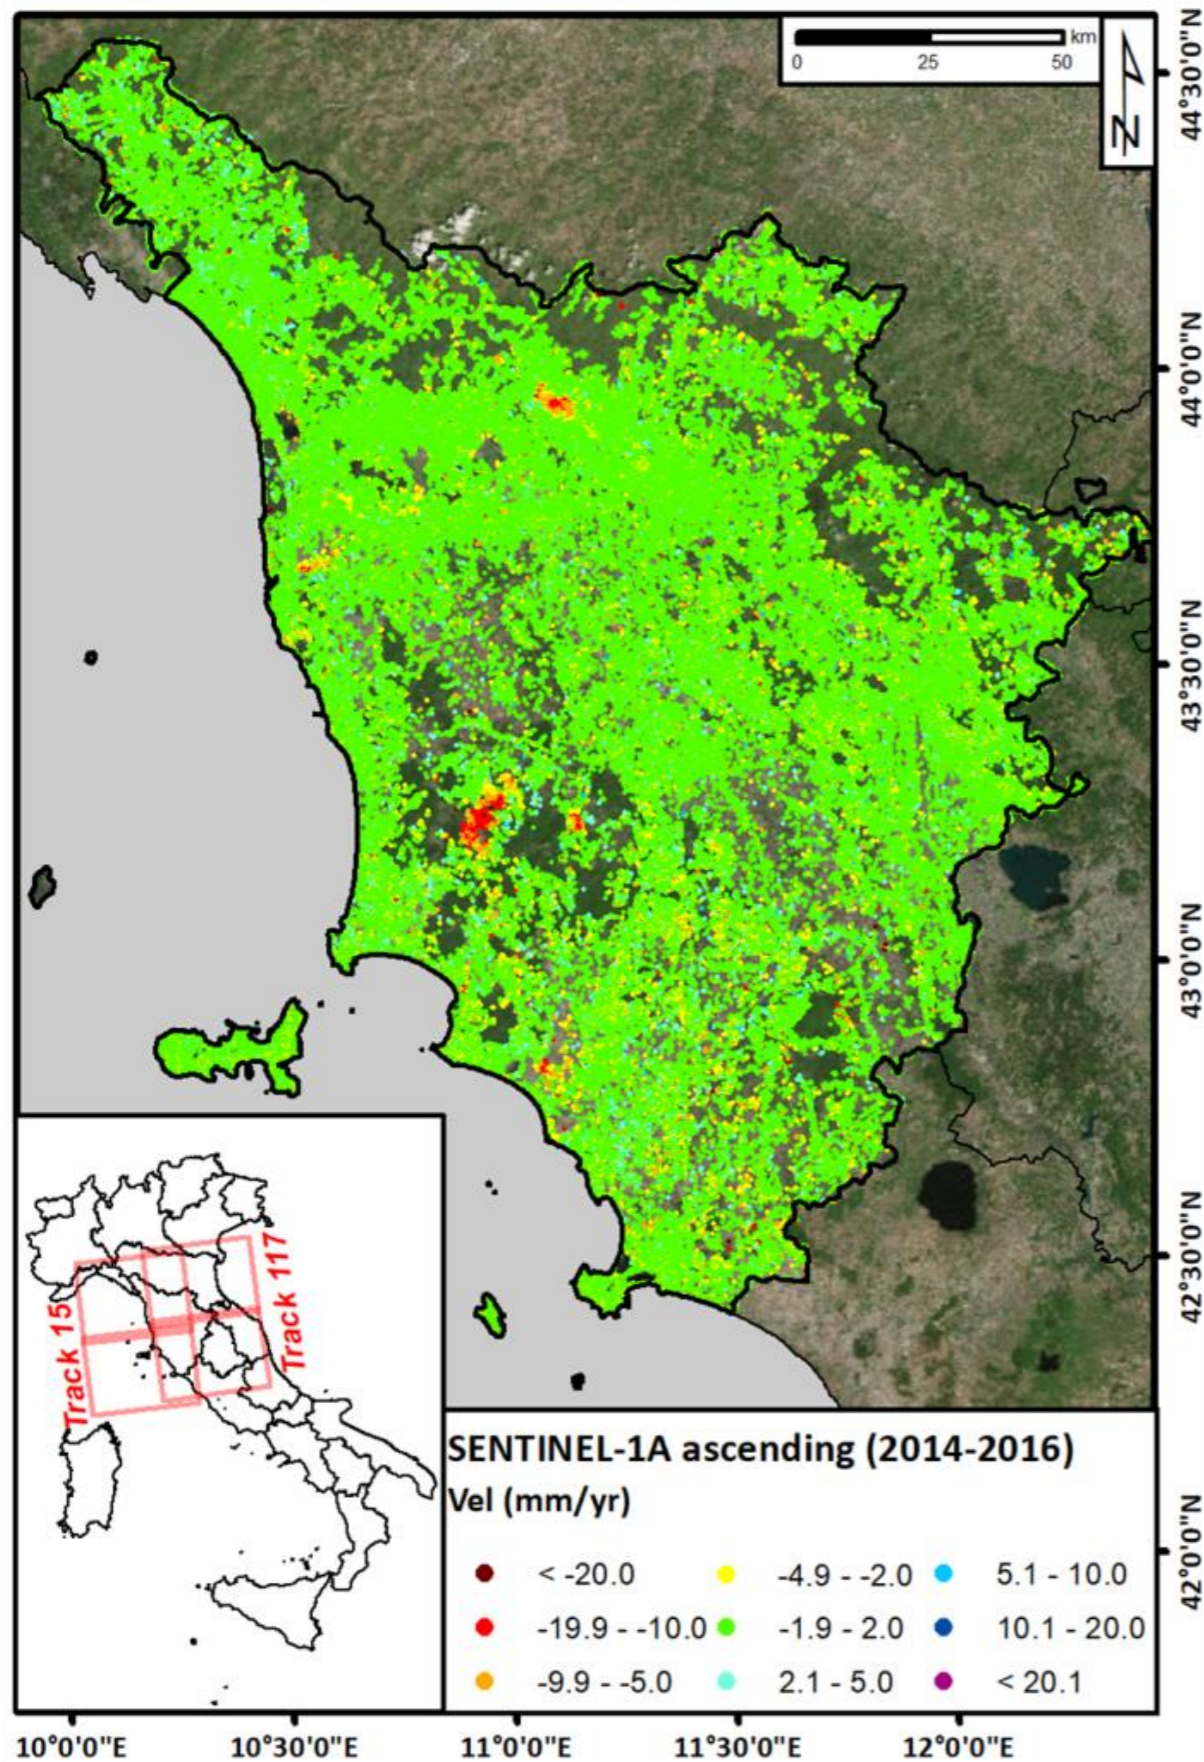 km
0 25 50
N
44°30'0"N
44°0'0"N
43°30'0"N
43°0'0"N
42°30'0"N
42°0'0"N
Track 15
Track 117
SENTINEL-1A ascending (2014-2016)
Vel (mm/yr)
< -20.0 -4.9 - -2.0 5.1 - 10.0
-19.9 - -10.0 -1.9 - 2.0 10.1 - 20.0
-9.9 - -5.0 2.1 - 5.0 < 20.1
10°0'0"E 10°30'0"E 11°0'0"E 11°30'0"E 12°0'0"E